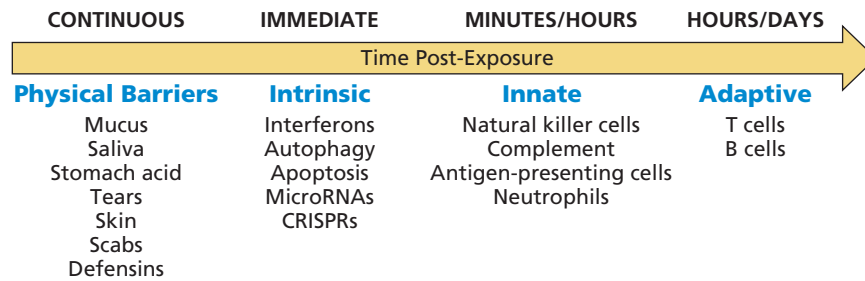 CONTINUOUS IMMEDIATE MINUTES/HOURS HOURS/DAYS
Time Post-Exposure
Physical Barriers Intrinsic Innate Adaptive
Mucus Interferons Natural killer cells T cells
Saliva Autophagy Complement B cells
Stomach acid Apoptosis Antigen-presenting cells
Tears MicroRNAs Neutrophils
Skin CRISPRs
Scabs
Defensins